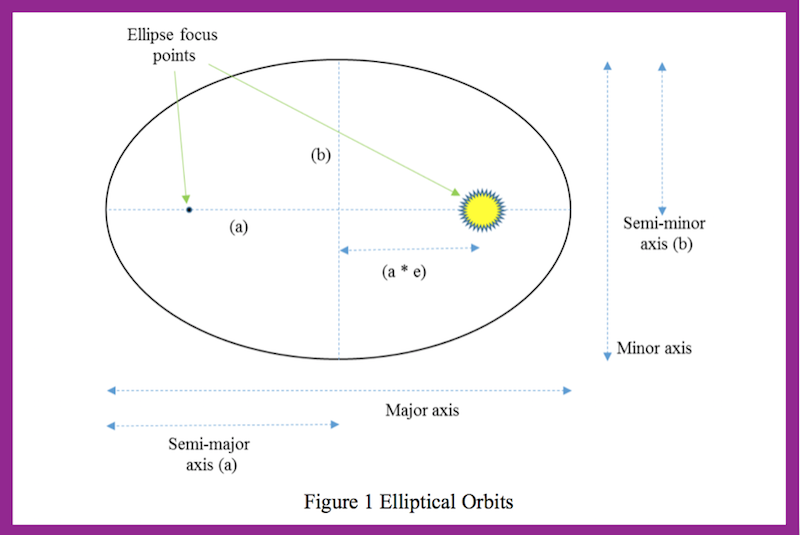 Ellipse focus
points
(b)
(a)
(a * e)
Semi-minor
axis (b)
Minor axis
Major axis
Semi-major
axis (a)
Figure 1 Elliptical Orbits